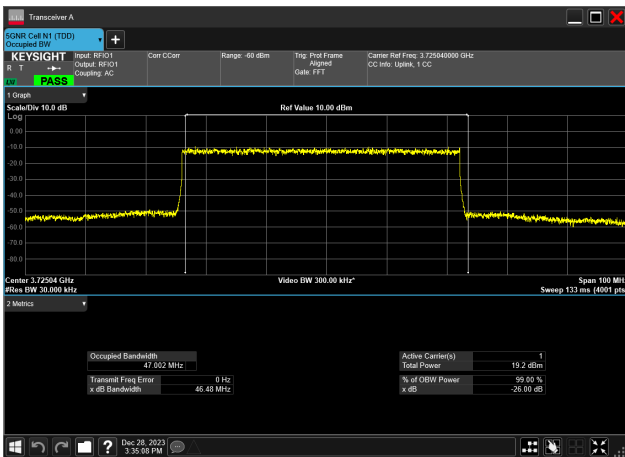 Transceiver A
5GNR Cell N1 (TDD)
Occupied BW
KEYSIGHT
R T
PASS
Input: RFIO1
Output: RFIO1
Coupling: AC
Corr CCorr
Range: -60 dBm
Trig: Prot Frame
Aligned
Gate: FFT
Carrier Ref Freq: 3.725040000 GHz
CC Info: Uplink, 1 CC
1 Graph
Scale/Div 10.0 dB
Ref Value 10.00 dBm
Log
0.00
-10.0
-20.0
-30.0
-40.0
-50.0
-60.0
-70.0
-80.0
Center 3.72504 GHz
Video BW 300.00 kHz*
Span 100 MHz
#Res BW 30.000 kHz
Sweep 133 ms (4001 pts
2 Metrics
Occupied Bandwidth
47.002 MHz
Transmit Freq Error 0 Hz
x dB Bandwidth 46.48 MHz
Active Carrier(s) 1
Total Power 19.2 dBm
% of OBW Power 99.00 %
x dB -26.00 dB
?
Dec 28, 2023
3:35:08 PM